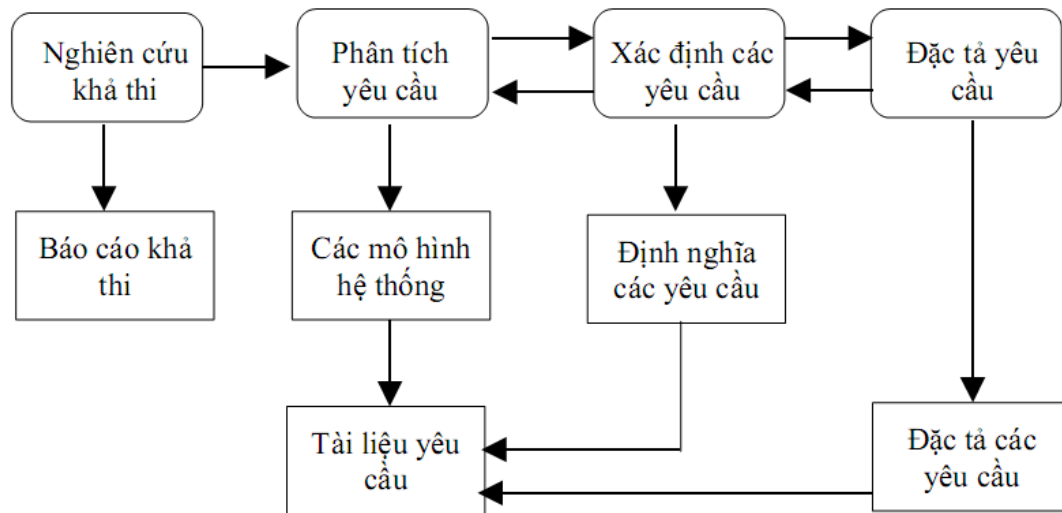 Nghiên cứu
khả thi
Phân tích
yêu cầu
Xác định các
yêu cầu
Đặc tả yêu
cầu
Báo cáo khả
thi
Các mô hình
hệ thống
Định nghĩa
các yêu cầu
Tài liệu yêu
cầu
Đặc tả các
yêu cầu